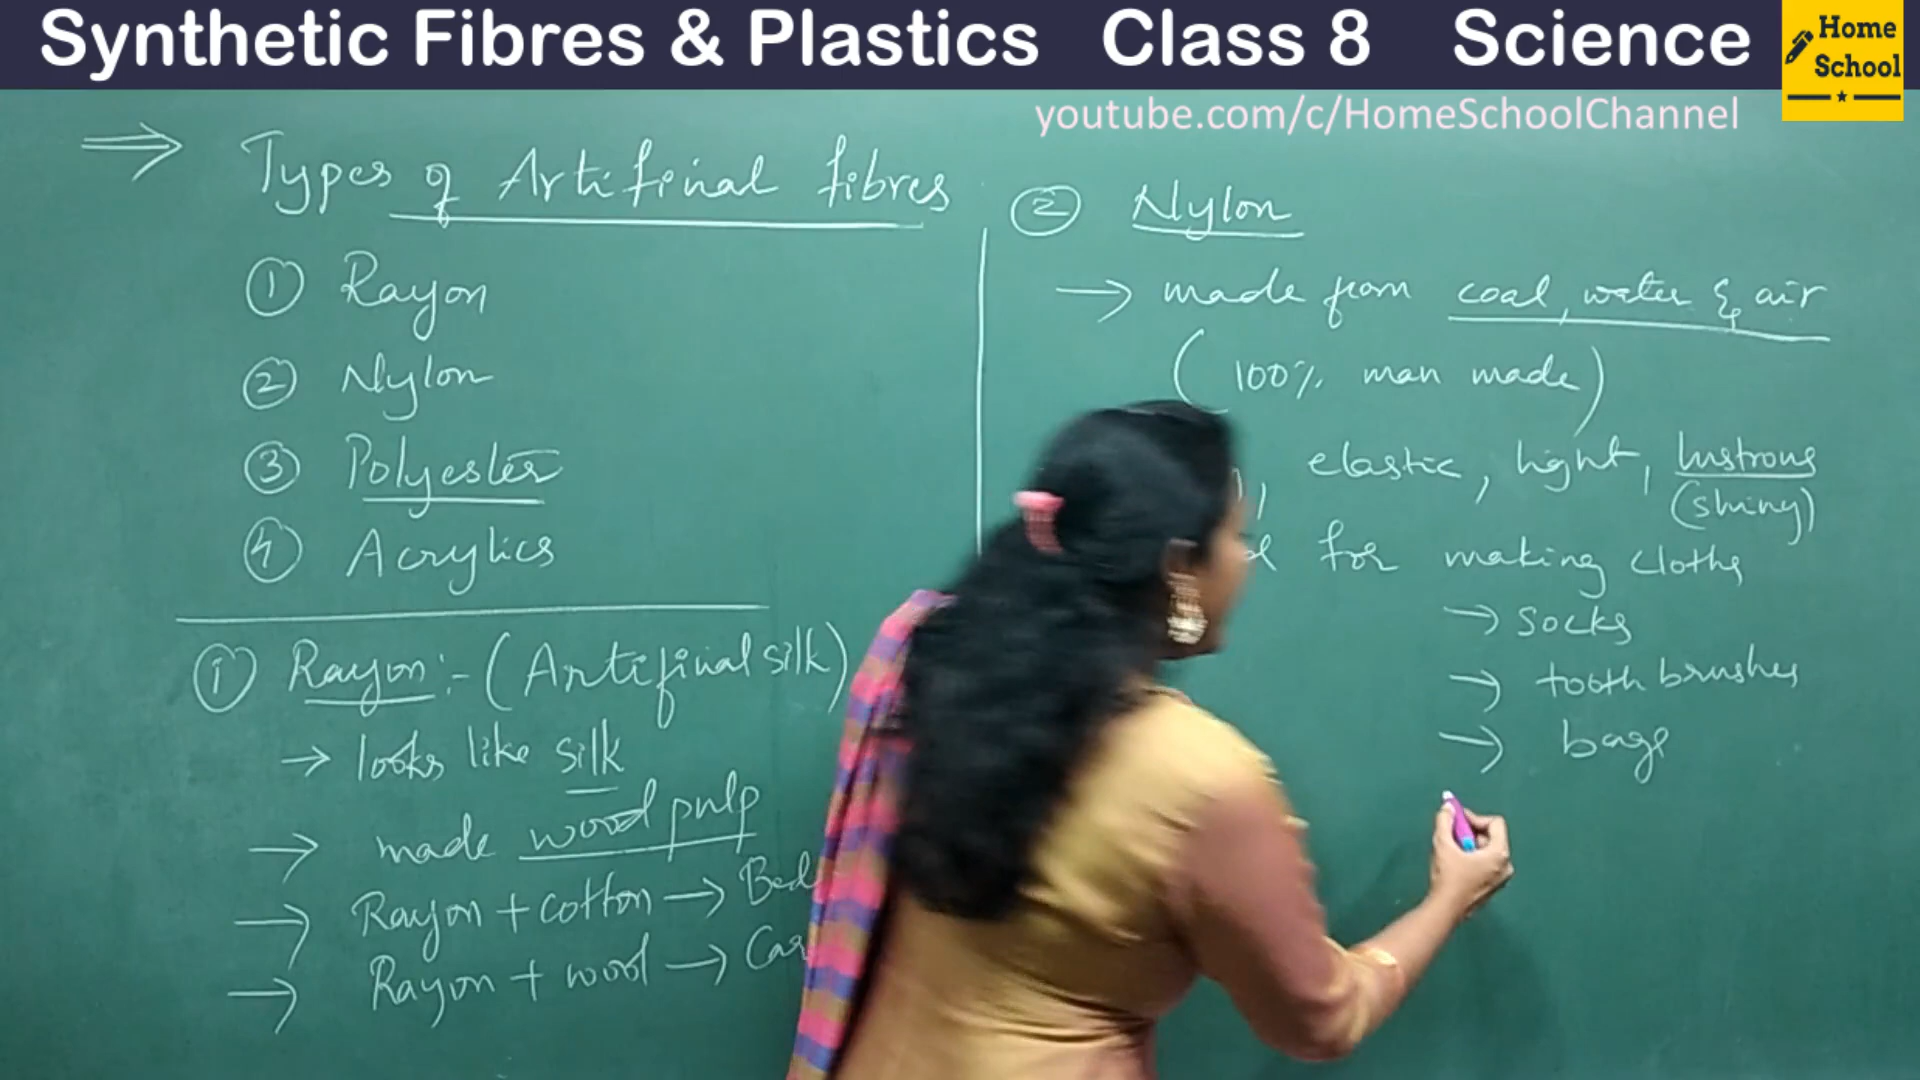 Synthetic Fibres & Plastics Class 8 Science
Home
School
youtube.com/c/HomeSchoolChannel
⇒ Types of Artificial fibres
① Rayon
② Nylon
③ Polyester
④ Acrylics
① Rayon:- (Artificial silk)
→ looks like silk
→ made wood pulp
→ Rayon + cotton → Bed
→ Rayon + wool → Car
② Nylon
→ made from coal, water & air
(100% man made)
elastic, light, lustrous
(shiny)
for making cloths
→ socks
→ tooth brushes
→ bags